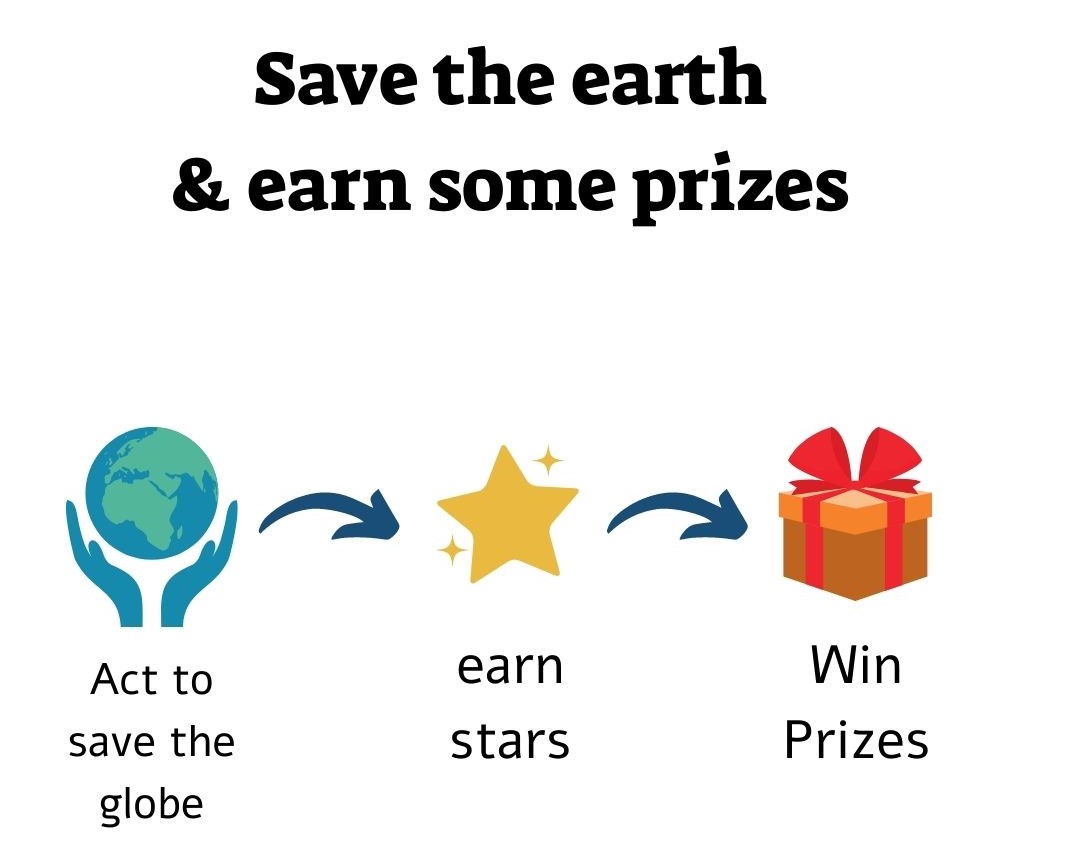 Save the earth
& earn some prizes
Act to
save the
globe
earn
stars
Win
Prizes